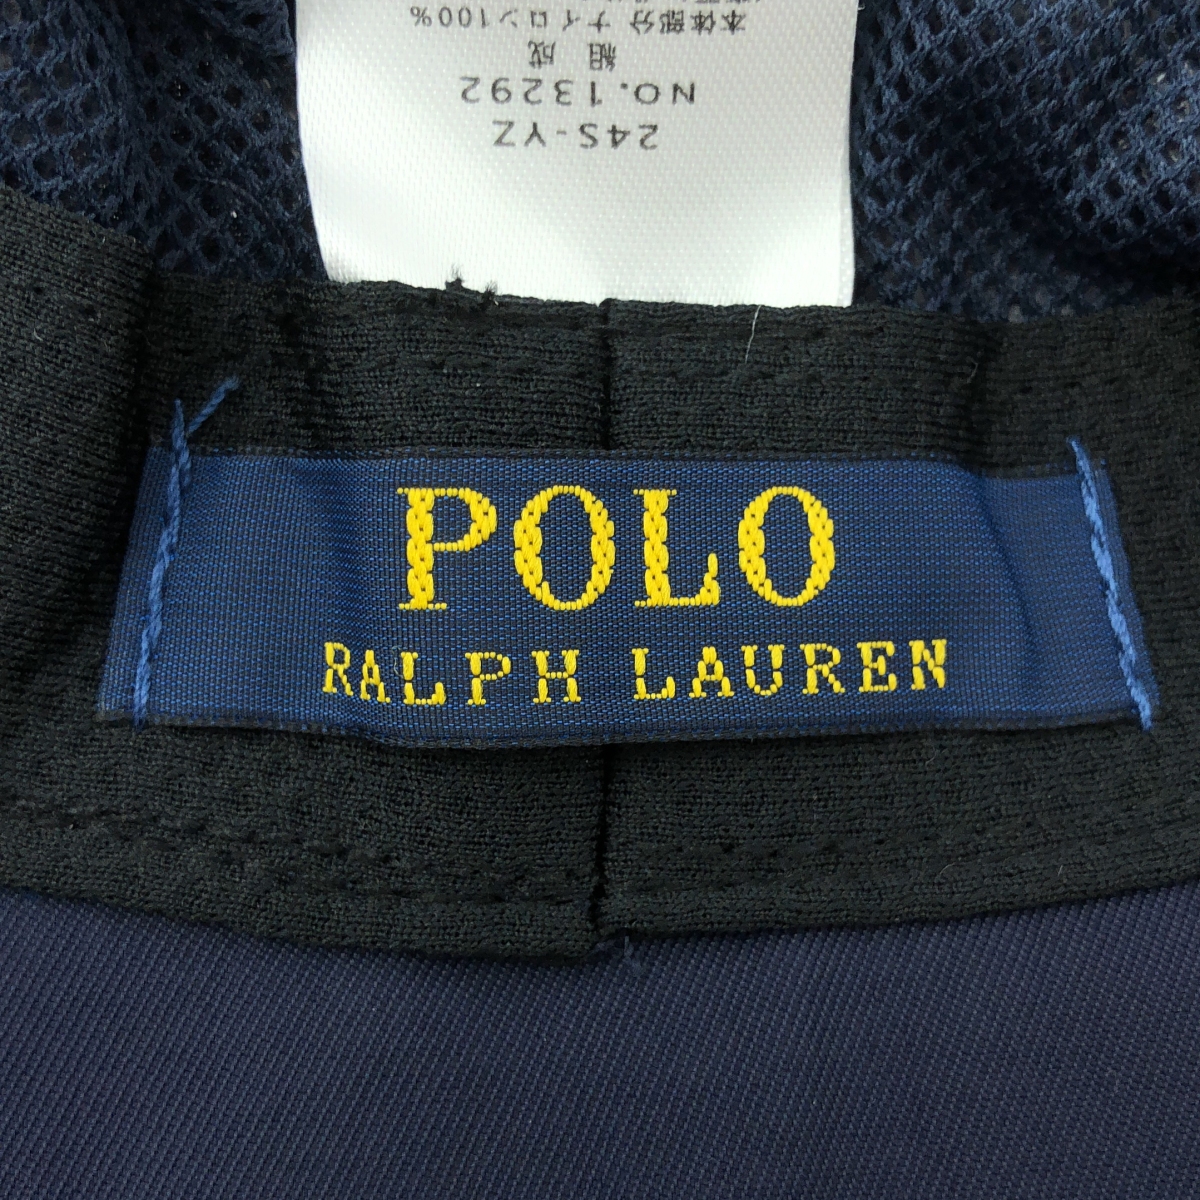 24S-YZ
NO.13292
組成
本体部分 ナイロン100%
POLO
RALPH LAUREN